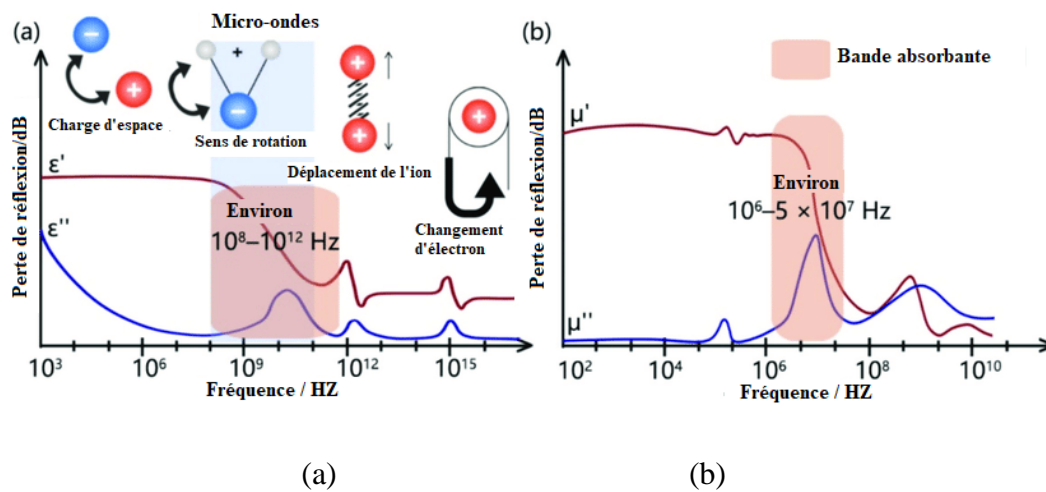 (a)
Micro-ondes
+
−
+
−
+
+
+
Charge d'espace
Sens de rotation
Déplacement de l'ion
Changement
d'électron
Perte de réflexion/dB
ε'
ε''
Environ
10⁸–10¹² Hz
10³
10⁶
10⁹
10¹²
10¹⁵
Fréquence / HZ
(b)
Bande absorbante
Perte de réflexion/dB
μ'
μ''
Environ
10⁶–5 × 10⁷ Hz
10²
10⁴
10⁶
10⁸
10¹⁰
Fréquence / HZ
(a)
(b)